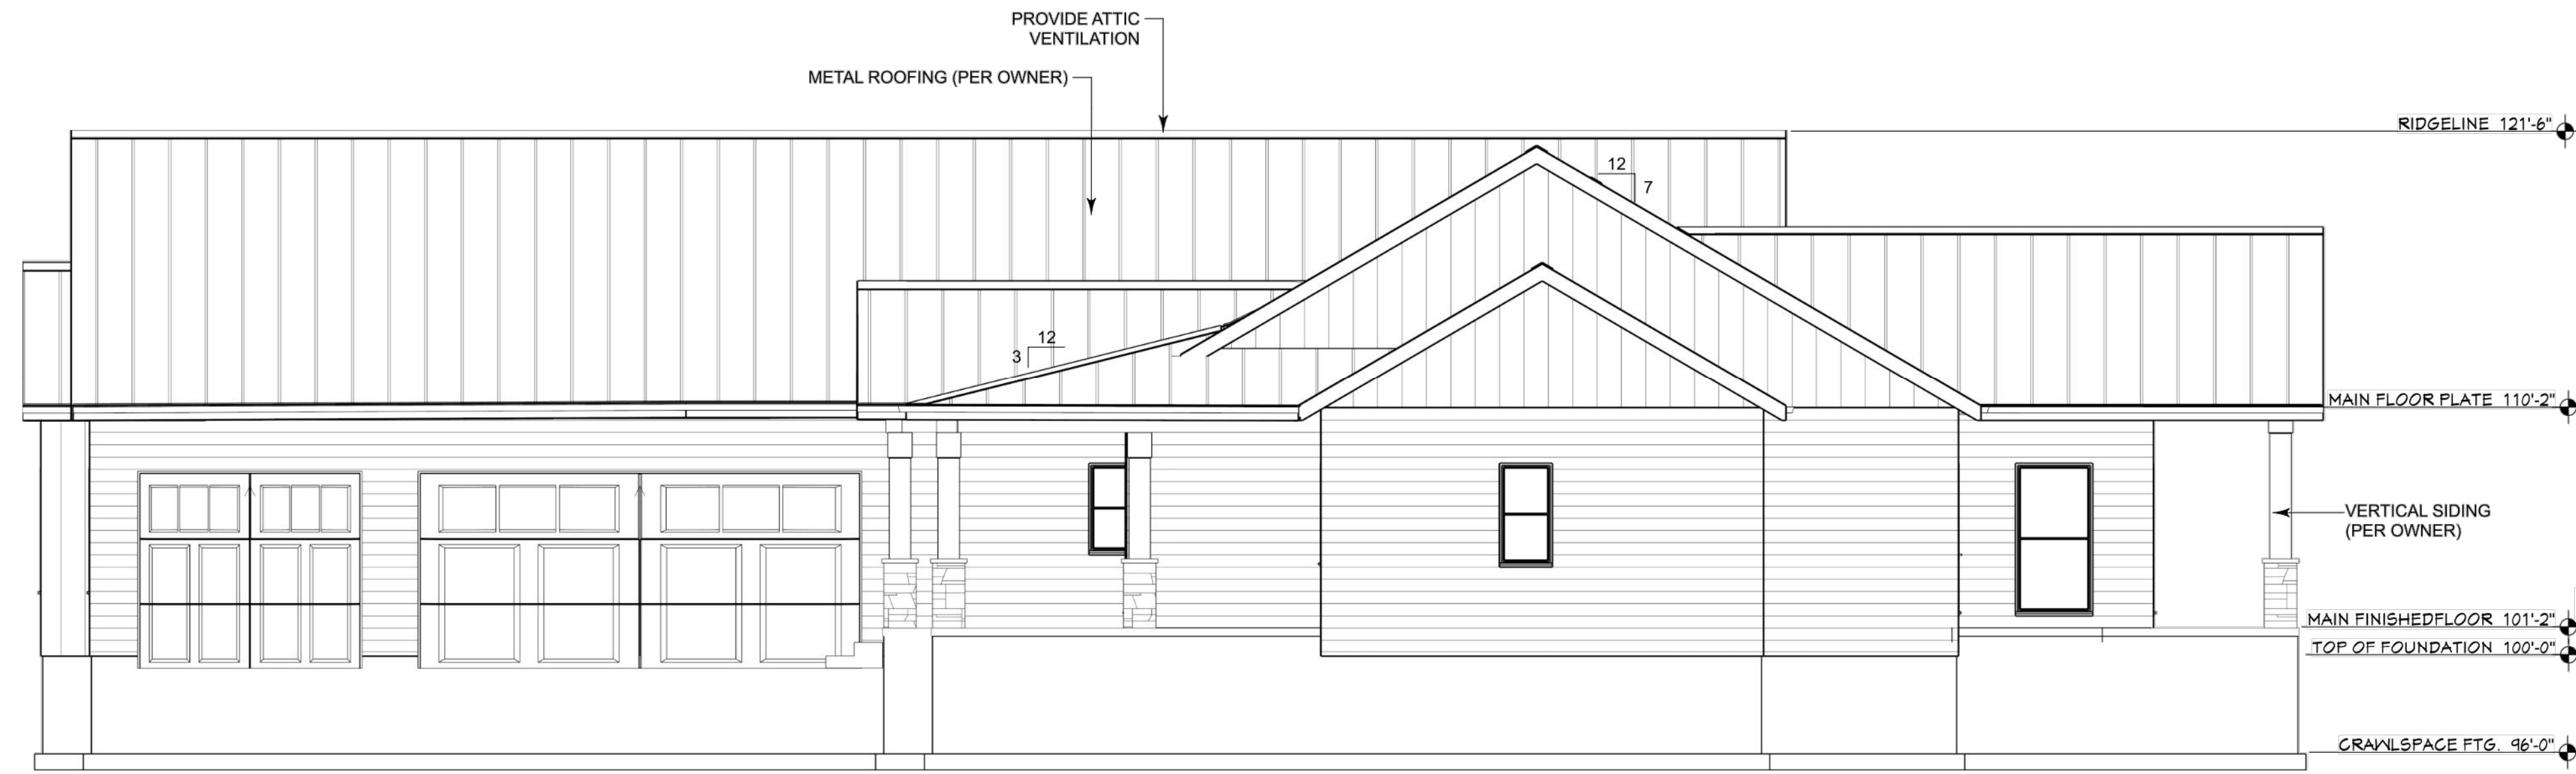 PROVIDE ATTIC
VENTILATION
METAL ROOFING (PER OWNER)
RIDGELINE 121'-6"
12
7
12
3
MAIN FLOOR PLATE 110'-2"
VERTICAL SIDING
(PER OWNER)
MAIN FINISHEDFLOOR 101'-2"
TOP OF FOUNDATION 100'-0"
CRAWLSPACE FTG. 96'-0"